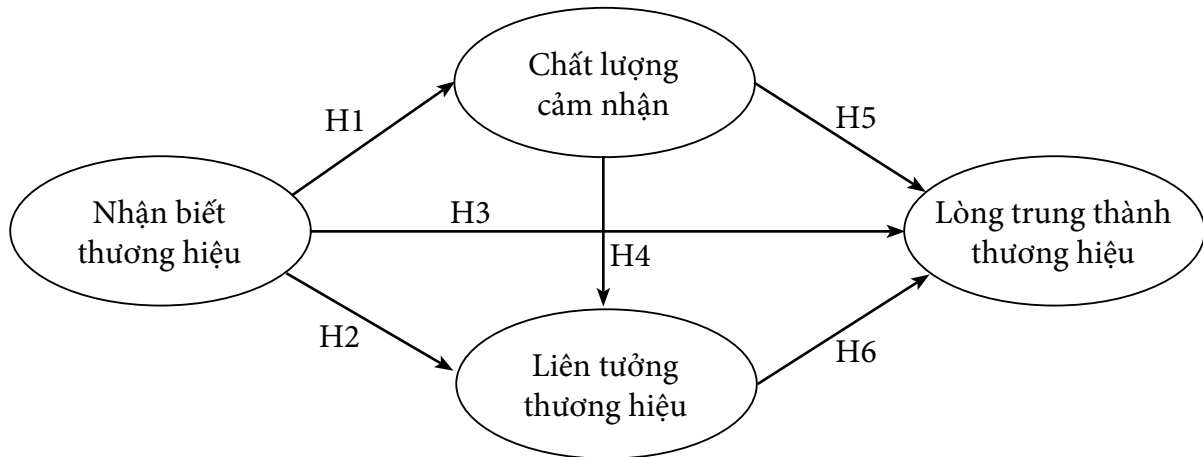 Chất lượng
cảm nhận
H1
H5
Nhận biết
thương hiệu
H3
Lòng trung thành
thương hiệu
H4
H2
H6
Liên tưởng
thương hiệu